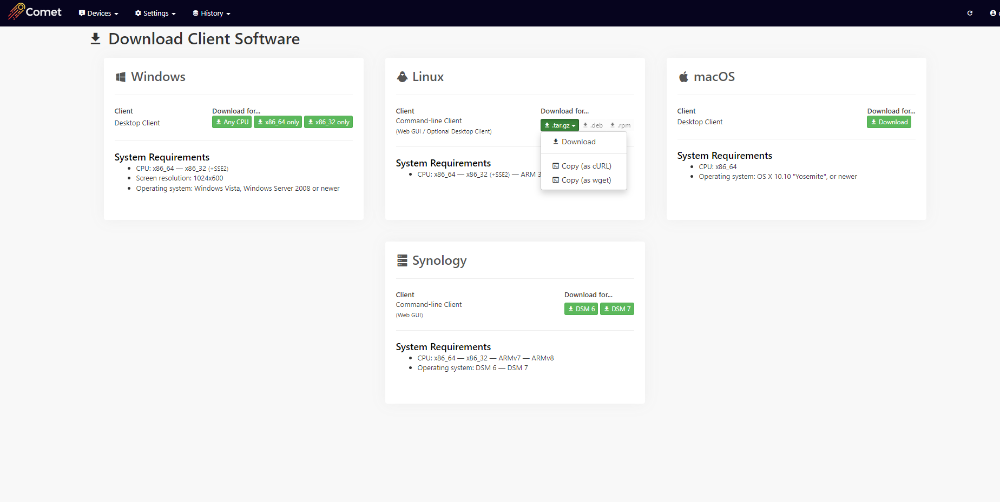 Comet
Devices
Settings
History
Download Client Software
Windows
Client
Download for...
Desktop Client
Any CPU
x86_64 only
x86_32 only
System Requirements
CPU: x86_64 — x86_32 (+SSE2)
Screen resolution: 1024x600
Operating system: Windows Vista, Windows Server 2008 or newer
Linux
Client
Download for...
Command-line Client
(Web GUI / Optional Desktop Client)
.tar.gz
.deb
.rpm
Download
Copy (as cURL)
Copy (as wget)
System Requirements
CPU: x86_64 — x86_32 (+SSE2) — ARM 3
macOS
Client
Download for...
Desktop Client
Download
System Requirements
CPU: x86_64
Operating system: OS X 10.10 "Yosemite", or newer
Synology
Client
Download for...
Command-line Client
(Web GUI)
DSM 6
DSM 7
System Requirements
CPU: x86_64 — x86_32 — ARMv7 — ARMv8
Operating system: DSM 6 — DSM 7